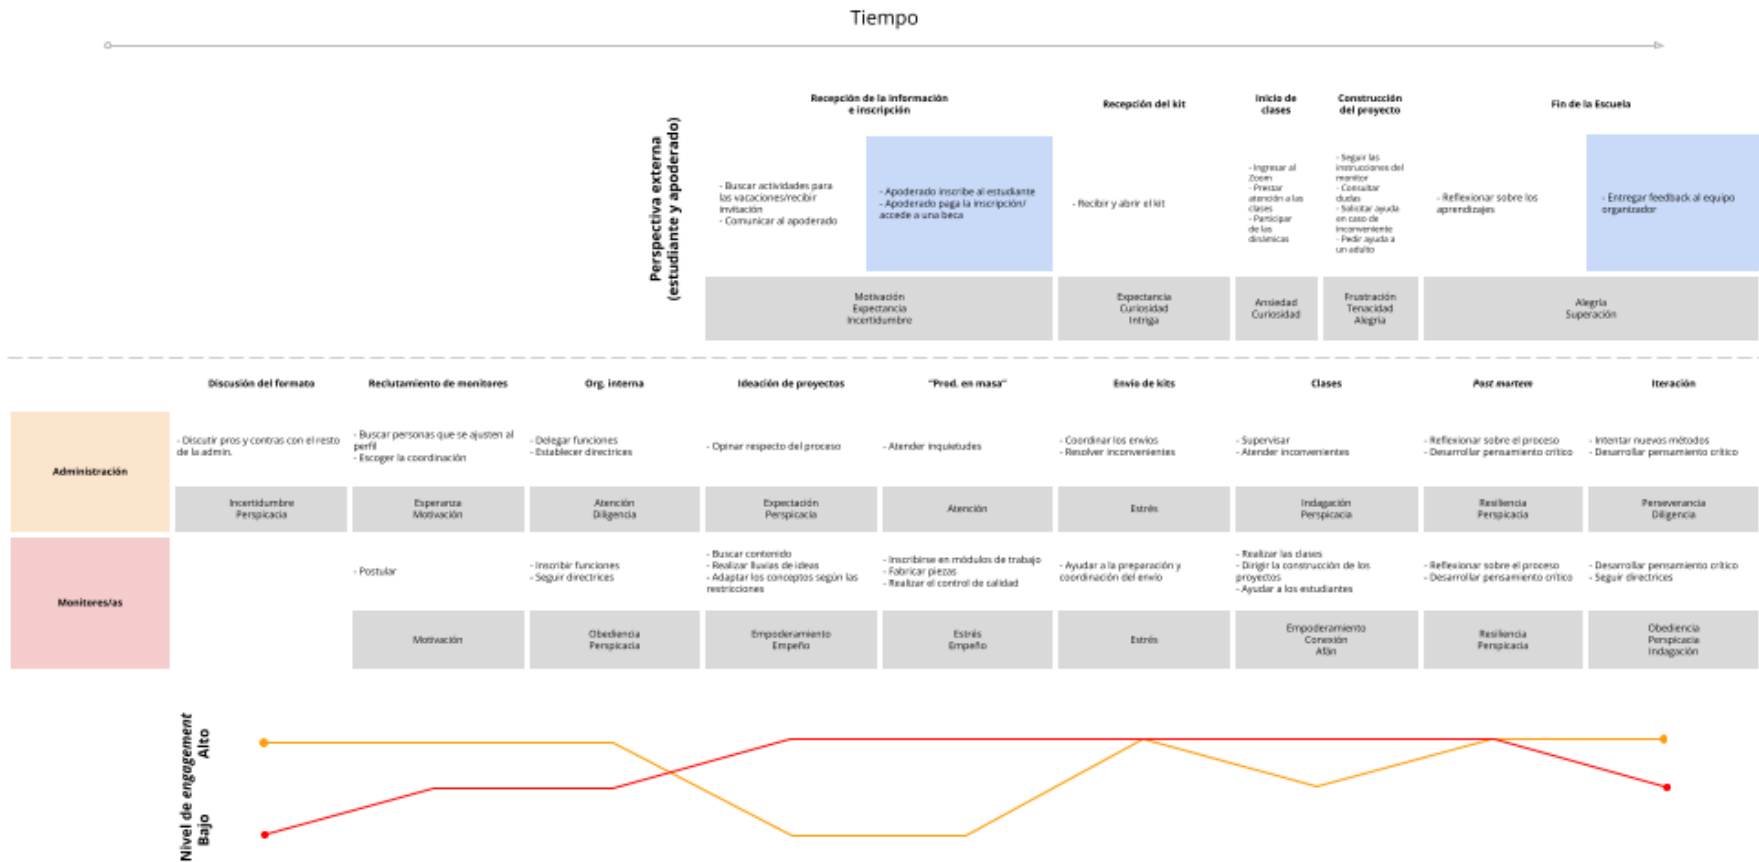 Tiempo
Perspectiva externa
(estudiante y apoderado)
Recepción de la información
e inscripción
Recepción del kit
Inicio de
clases
Construcción
del proyecto
Fin de la Escuela
- Buscar actividades para
las vacaciones/recibir
invitación
- Comunicar al apoderado
- Apoderado inscribe al estudiante
- Apoderado paga la inscripción/
accede a una beca
- Recibir y abrir el kit
- Ingresar al
Zoom
- Prestar
atención a las
clases
- Participar
de las
dinámicas
- Seguir las
instrucciones del
monitor
- Consultar
dudas
- Solicitar ayuda
en caso de
inconveniente
- Pedir ayuda a
un adulto
- Reflexionar sobre los
aprendizajes
- Entregar feedback al equipo
organizador
Motivación
Expectancia
Incertidumbre
Expectancia
Curiosidad
Intriga
Ansiedad
Curiosidad
Frustración
Tenacidad
Alegría
Alegría
Superación
Discusión del formato
Reclutamiento de monitores
Org. interna
Ideación de proyectos
"Prod. en masa"
Envío de kits
Clases
Post mortem
Iteración
Administración
- Discutir pros y contras con el resto
de la admin.
- Buscar personas que se ajusten al
perfil
- Escoger la coordinación
- Delegar funciones
- Establecer directrices
- Opinar respecto del proceso
- Atender inquietudes
- Coordinar los envíos
- Resolver inconvenientes
- Supervisar
- Atender inconvenientes
- Reflexionar sobre el proceso
- Desarrollar pensamiento crítico
- Intentar nuevos métodos
- Desarrollar pensamiento crítico
Incertidumbre
Perspicacia
Esperanza
Motivación
Atención
Diligencia
Expectación
Perspicacia
Atención
Estrés
Indagación
Perspicacia
Resiliencia
Perspicacia
Perseverancia
Diligencia
Monitores/as
- Postular
- Inscribir funciones
- Seguir directrices
- Buscar contenido
- Realizar lluvias de ideas
- Adaptar los conceptos según las
restricciones
- Inscribirse en módulos de trabajo
- Fabricar piezas
- Realizar el control de calidad
- Ayudar a la preparación y
coordinación del envío
- Realizar las clases
- Dirigir la construcción de los
proyectos
- Ayudar a los estudiantes
- Reflexionar sobre el proceso
- Desarrollar pensamiento crítico
- Desarrollar pensamiento crítico
- Seguir directrices
Motivación
Obediencia
Perspicacia
Empoderamiento
Empeño
Estrés
Empeño
Estrés
Empoderamiento
Conexión
Afán
Resiliencia
Perspicacia
Obediencia
Perspicacia
Indagación
Nivel de engagement
Bajo Alto